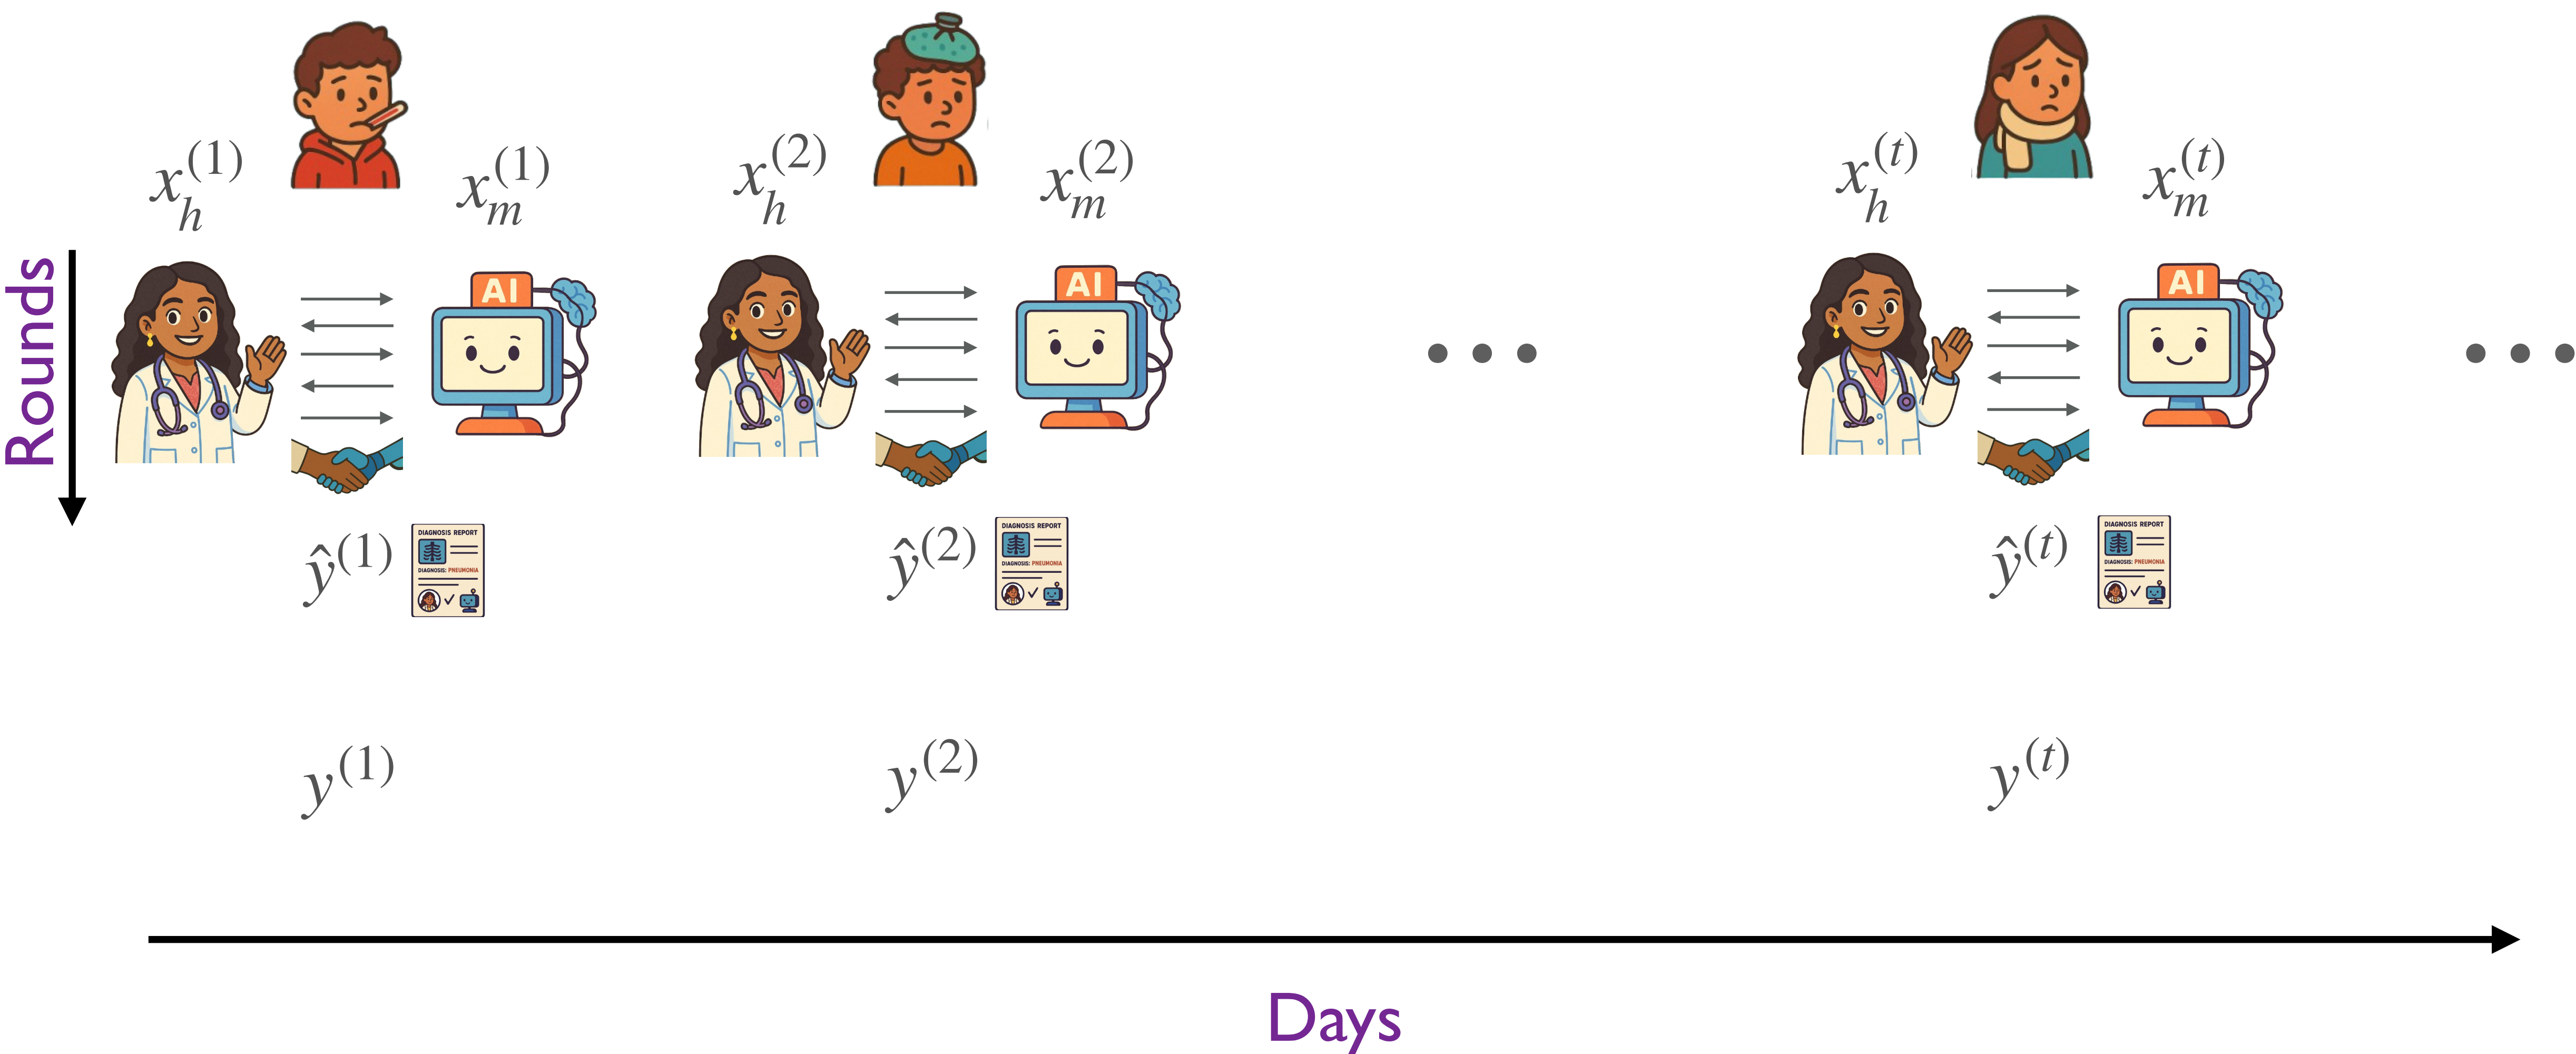 x_h^{(1)} x_m^{(1)} x_h^{(2)} x_m^{(2)} x_h^{(t)} x_m^{(t)}
Rounds
AI AI AI
• • • • • •
ŷ^{(1)}
DIAGNOSIS REPORT
DIAGNOSIS: PNEUMONIA
ŷ^{(2)}
DIAGNOSIS REPORT
DIAGNOSIS: PNEUMONIA
ŷ^{(t)}
DIAGNOSIS REPORT
DIAGNOSIS: PNEUMONIA
y^{(1)} y^{(2)} y^{(t)}
Days